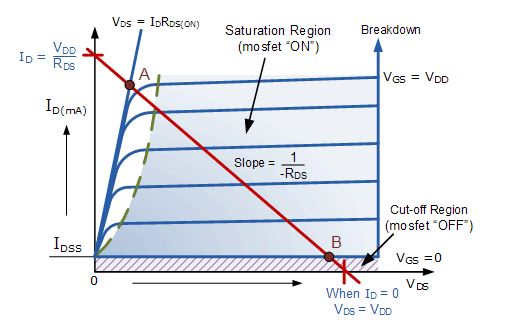 VDS = IDRDS(ON)
Saturation Region
(mosfet “ON”)
Breakdown
ID = VDD
RDS
A
VGS = VDD
ID(mA)
Slope = 1
-RDS
Cut-off Region
(mosfet “OFF”)
IDSS
B
VGS =0
0
VDS
When ID = 0
VDS = VDD